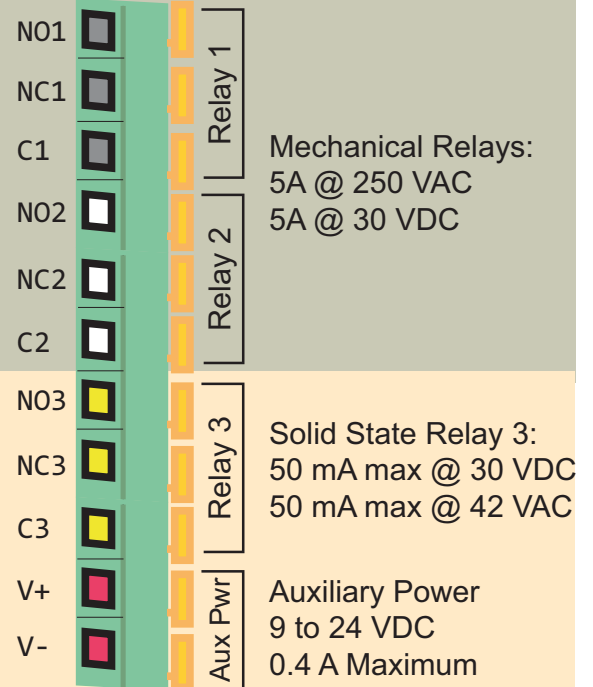 NO1
NC1
C1
Relay 1
NO2
NC2
C2
Relay 2
Mechanical Relays:
5A @ 250 VAC
5A @ 30 VDC
NO3
NC3
C3
Relay 3
Solid State Relay 3:
50 mA max @ 30 VDC
50 mA max @ 42 VAC
V+
V-
Aux Pwr
Auxiliary Power
9 to 24 VDC
0.4 A Maximum